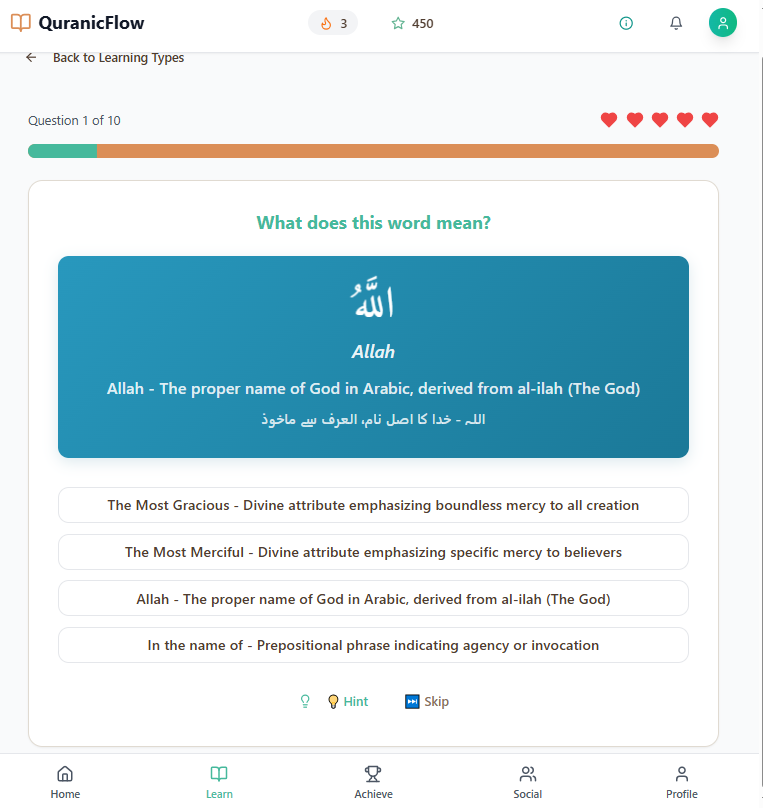 QuranicFlow
3
450
Back to Learning Types
Question 1 of 10
What does this word mean?
اللَّهُ
Allah
Allah - The proper name of God in Arabic, derived from al-ilah (The God)
اللہ - خدا کا اصل نام، العرف سے ماخوذ
The Most Gracious - Divine attribute emphasizing boundless mercy to all creation
The Most Merciful - Divine attribute emphasizing specific mercy to believers
Allah - The proper name of God in Arabic, derived from al-ilah (The God)
In the name of - Prepositional phrase indicating agency or invocation
Hint
Skip
Home
Learn
Achieve
Social
Profile